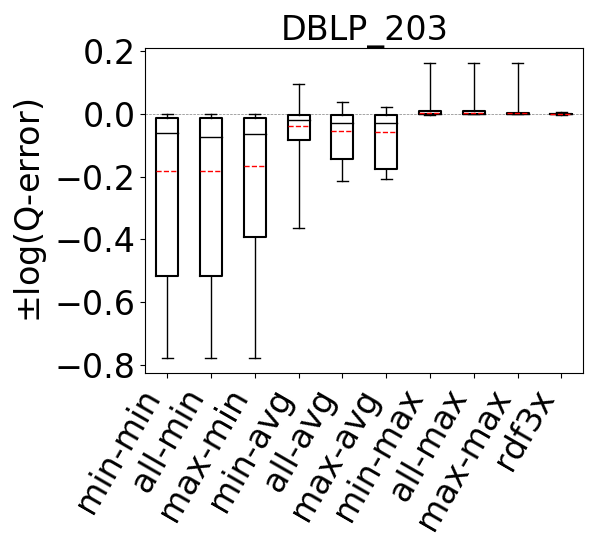 DBLP_203
±log(Q-error)
0.2
0.0
−0.2
−0.4
−0.6
−0.8
min-min
all-min
max-min
min-avg
all-avg
max-avg
min-max
all-max
max-max
rdf3x